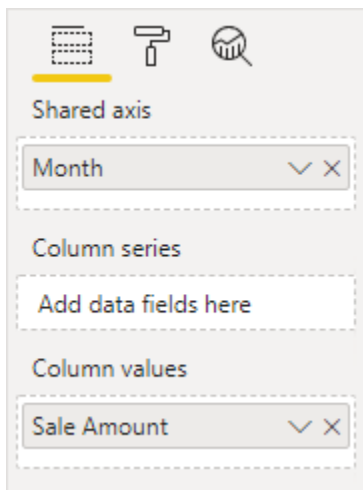 Shared axis
Month
Column series
Add data fields here
Column values
Sale Amount